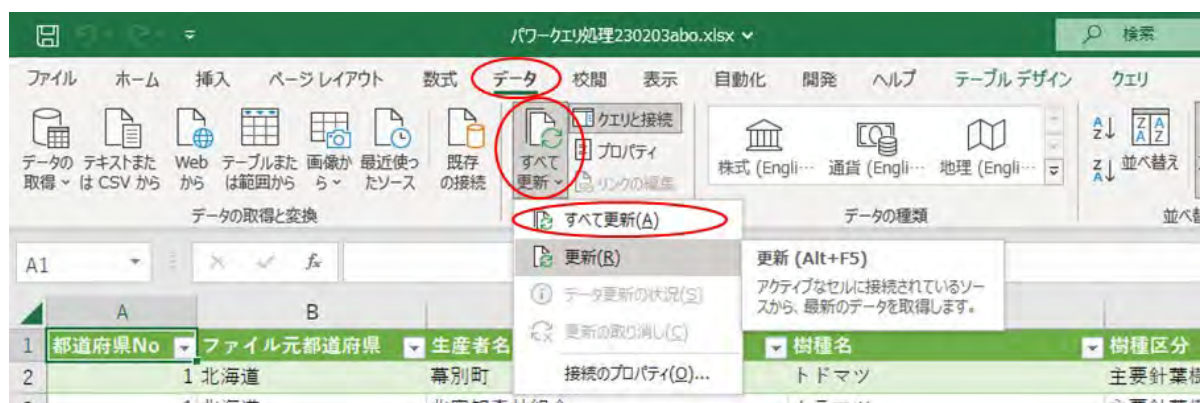 パワークエリ処理230203abo.xlsx
検索
ファイル ホーム 挿入 ページ レイアウト 数式 データ 校閲 表示 自動化 開発 ヘルプ テーブル デザイン クエリ
データの取得 テキストまたは CSV から Web から テーブルまたは範囲から 画像から 最近使ったソース 既存の接続
すべて更新
クエリと接続
プロパティ
リンクの編集
株式 (Engli… 通貨 (Engli… 地理 (Engli…
並べ替え
データの取得と変換
データの種類
すべて更新(A)
更新(R)
データ更新の状況(S)
更新の取り消し(C)
接続のプロパティ(O)...
更新 (Alt+F5)
アクティブなセルに接続されているソー
スから、最新のデータを取得します。
A1
fx
A B
1 都道府県No ファイル元都道府県 生産者名 樹種名 樹種区分
2 1 北海道 幕別町 トドマツ 主要針葉樹